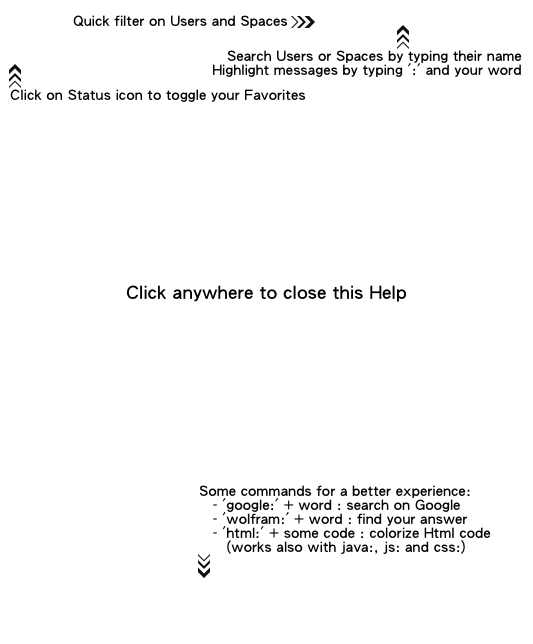 Quick filter on Users and Spaces
Search Users or Spaces by typing their name
Highlight messages by typing ´:´ and your word
Click on Status icon to toggle your Favorites
Click anywhere to close this Help
Some commands for a better experience:
- ´google:´ + word : search on Google
- ´wolfram:´ + word : find your answer
- ´html:´ + some code : colorize Html code
(works also with java:, js: and css:)